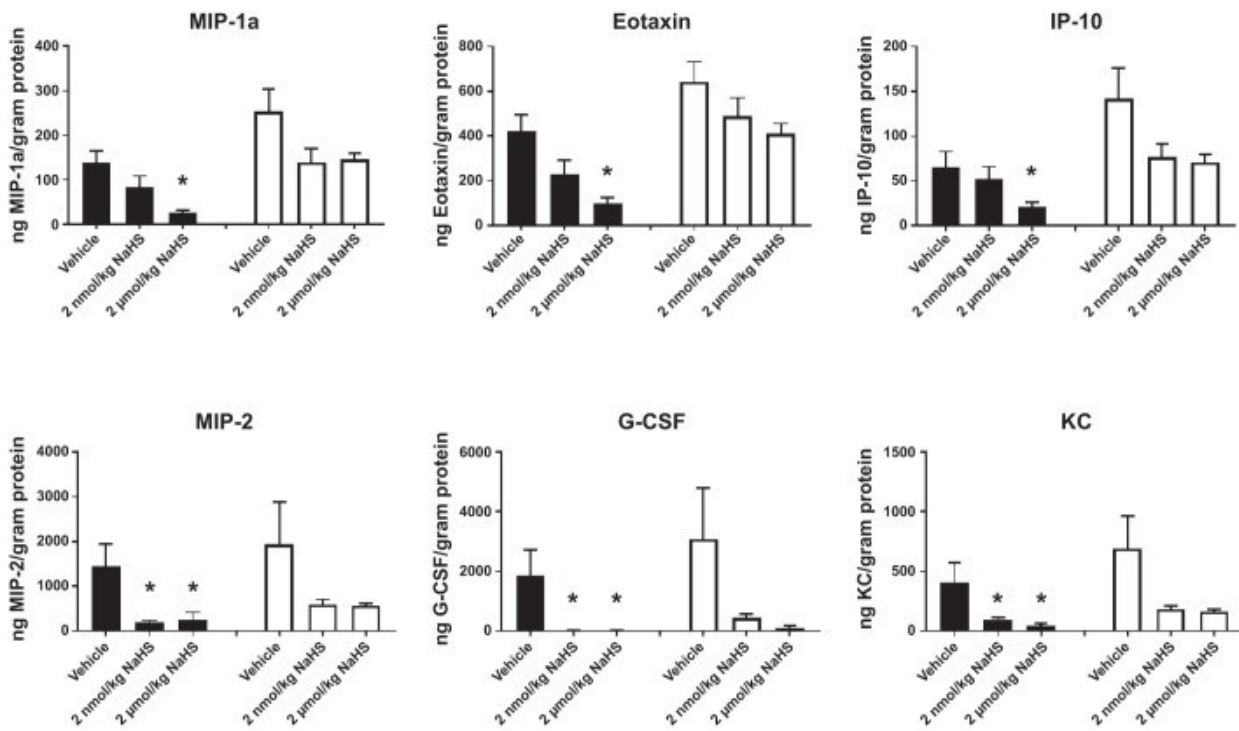 MIP-1a
ng MIP-1a/gram protein
400
300
200
100
0
*
Vehicle
2 nmol/kg NaHS
2 µmol/kg NaHS
Vehicle
2 nmol/kg NaHS
2 µmol/kg NaHS
Eotaxin
ng Eotaxin/gram protein
800
600
400
200
0
*
Vehicle
2 nmol/kg NaHS
2 µmol/kg NaHS
Vehicle
2 nmol/kg NaHS
2 µmol/kg NaHS
IP-10
ng IP-10/gram protein
200
150
100
50
0
*
Vehicle
2 nmol/kg NaHS
2 µmol/kg NaHS
Vehicle
2 nmol/kg NaHS
2 µmol/kg NaHS
MIP-2
ng MIP-2/gram protein
4000
3000
2000
1000
0
* *
Vehicle
2 nmol/kg NaHS
2 µmol/kg NaHS
Vehicle
2 nmol/kg NaHS
2 µmol/kg NaHS
G-CSF
ng G-CSF/gram protein
6000
4000
2000
0
* *
Vehicle
2 nmol/kg NaHS
2 µmol/kg NaHS
Vehicle
2 nmol/kg NaHS
2 µmol/kg NaHS
KC
ng KC/gram protein
1500
1000
500
0
* *
Vehicle
2 nmol/kg NaHS
2 µmol/kg NaHS
Vehicle
2 nmol/kg NaHS
2 µmol/kg NaHS